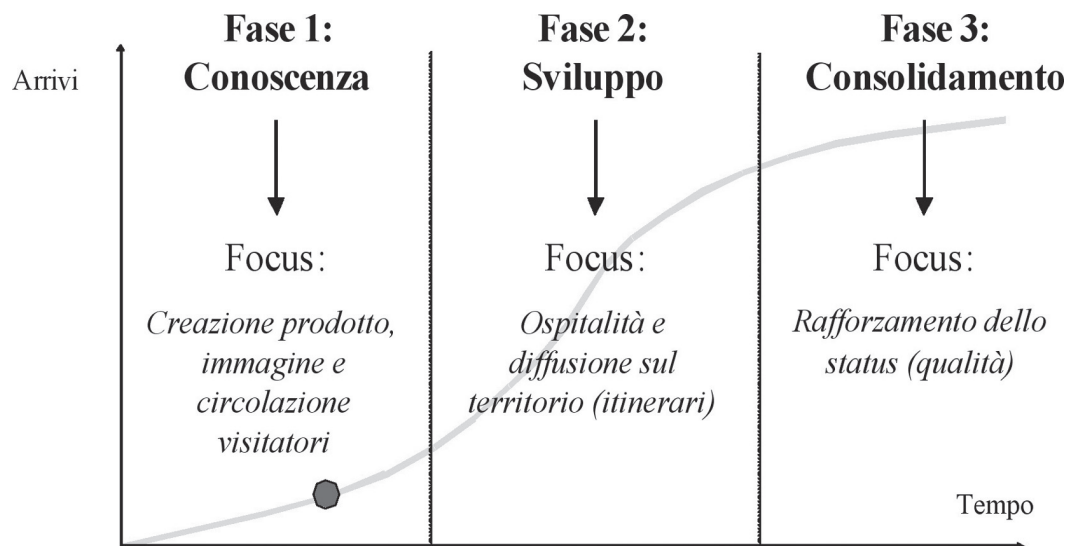 Fase 1:
Conoscenza
Fase 2:
Sviluppo
Fase 3:
Consolidamento
Arrivi
Focus:
Creazione prodotto,
immagine e
circolazione
visitatori
Focus:
Ospitalità e
diffusione sul
territorio (itinerari)
Focus:
Rafforzamento dello
status (qualità)
Tempo